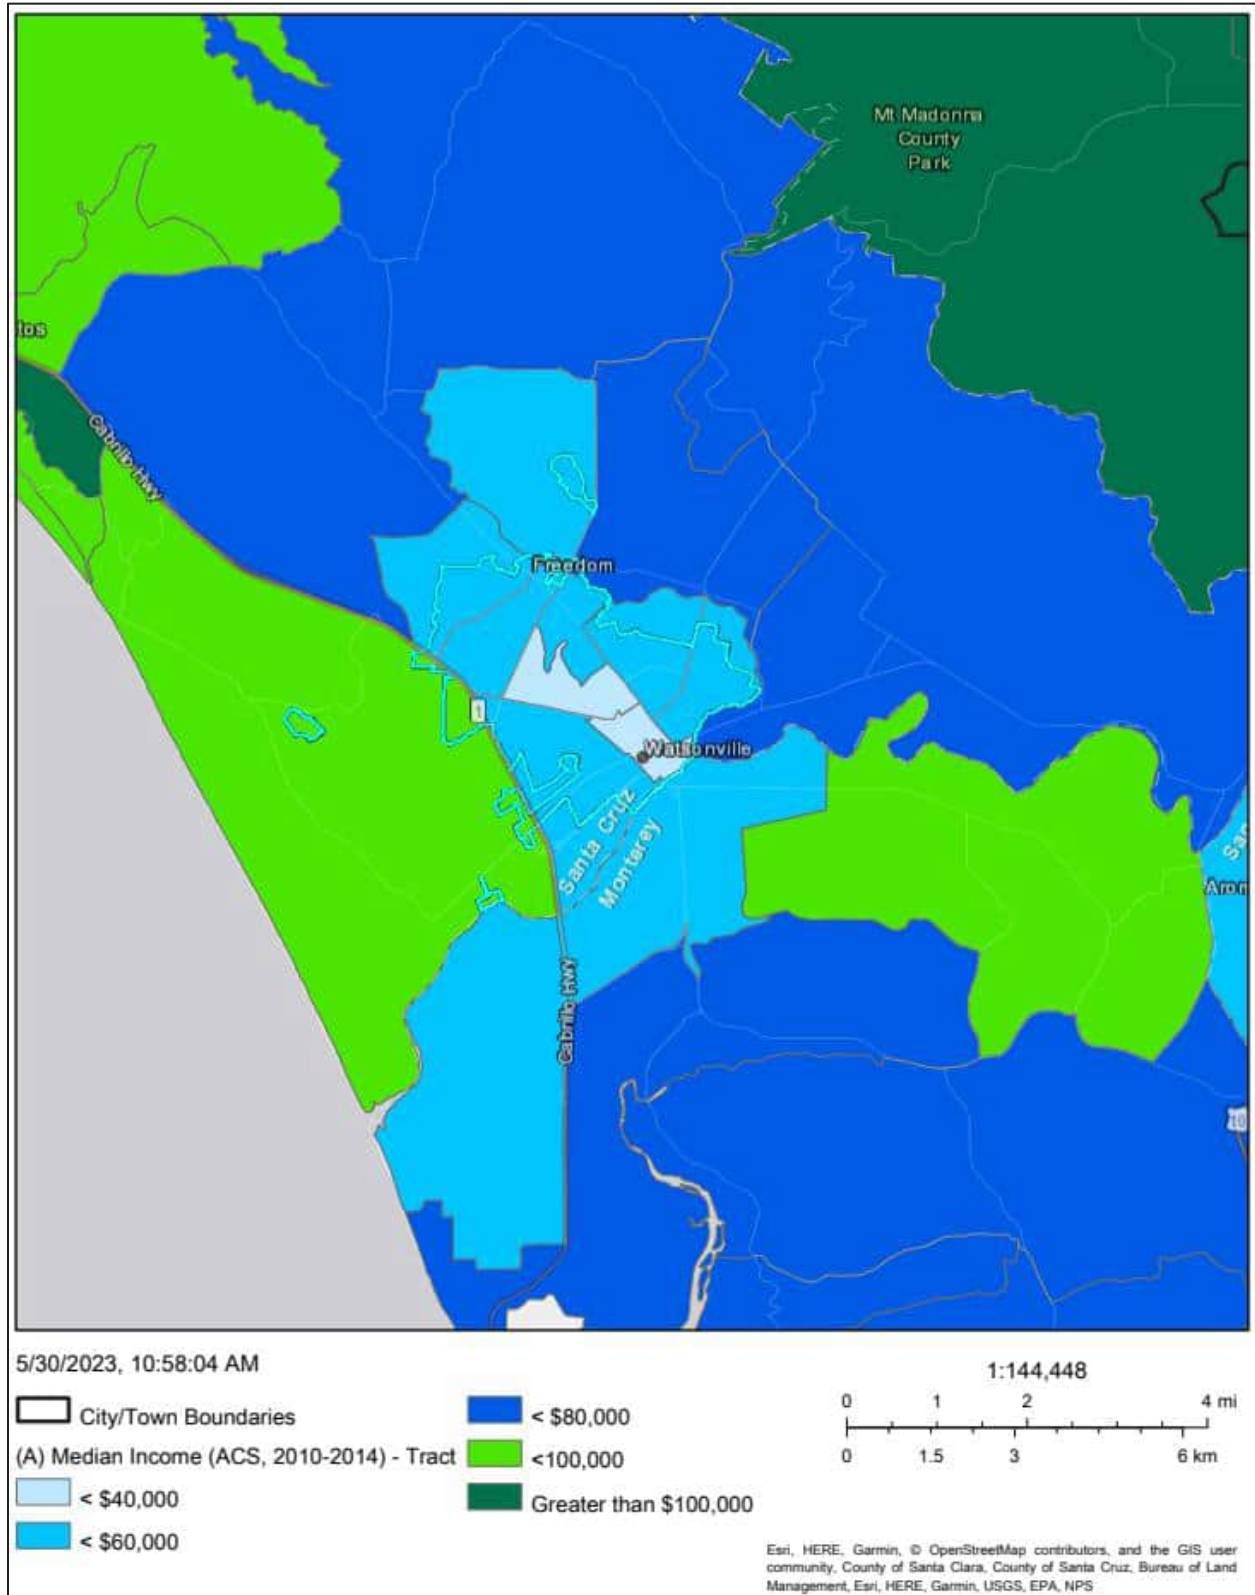 Mt Madonna
County
Park
tos
Cabrillo Hwy
Freedom
1
Watsonville
Santa Cruz
Monterey
San
Arom
Cabrillo Hwy
10
5/30/2023, 10:58:04 AM
City/Town Boundaries
(A) Median Income (ACS, 2010-2014) - Tract
< $40,000
< $60,000
< $80,000
<100,000
Greater than $100,000
1:144,448
0 1 2 4 mi
0 1.5 3 6 km
Esri, HERE, Garmin, © OpenStreetMap contributors, and the GIS user
community, County of Santa Clara, County of Santa Cruz, Bureau of Land
Management, Esri, HERE, Garmin, USGS, EPA, NPS